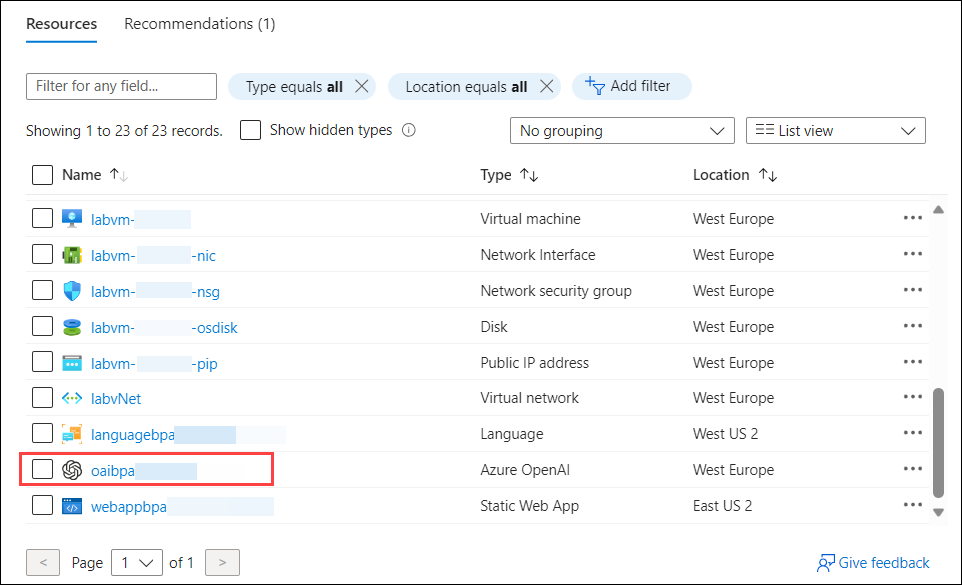 Resources Recommendations (1)
Filter for any field... Type equals all Location equals all Add filter
Showing 1 to 23 of 23 records. Show hidden types No grouping List view
Name Type Location
labvm- Virtual machine West Europe
labvm- -nic Network Interface West Europe
labvm- -nsg Network security group West Europe
labvm- -osdisk Disk West Europe
labvm- -pip Public IP address West Europe
labvNet Virtual network West Europe
languagebpa Language West US 2
oaibpa Azure OpenAI West Europe
webappbpa Static Web App East US 2
< Page 1 of 1 > Give feedback